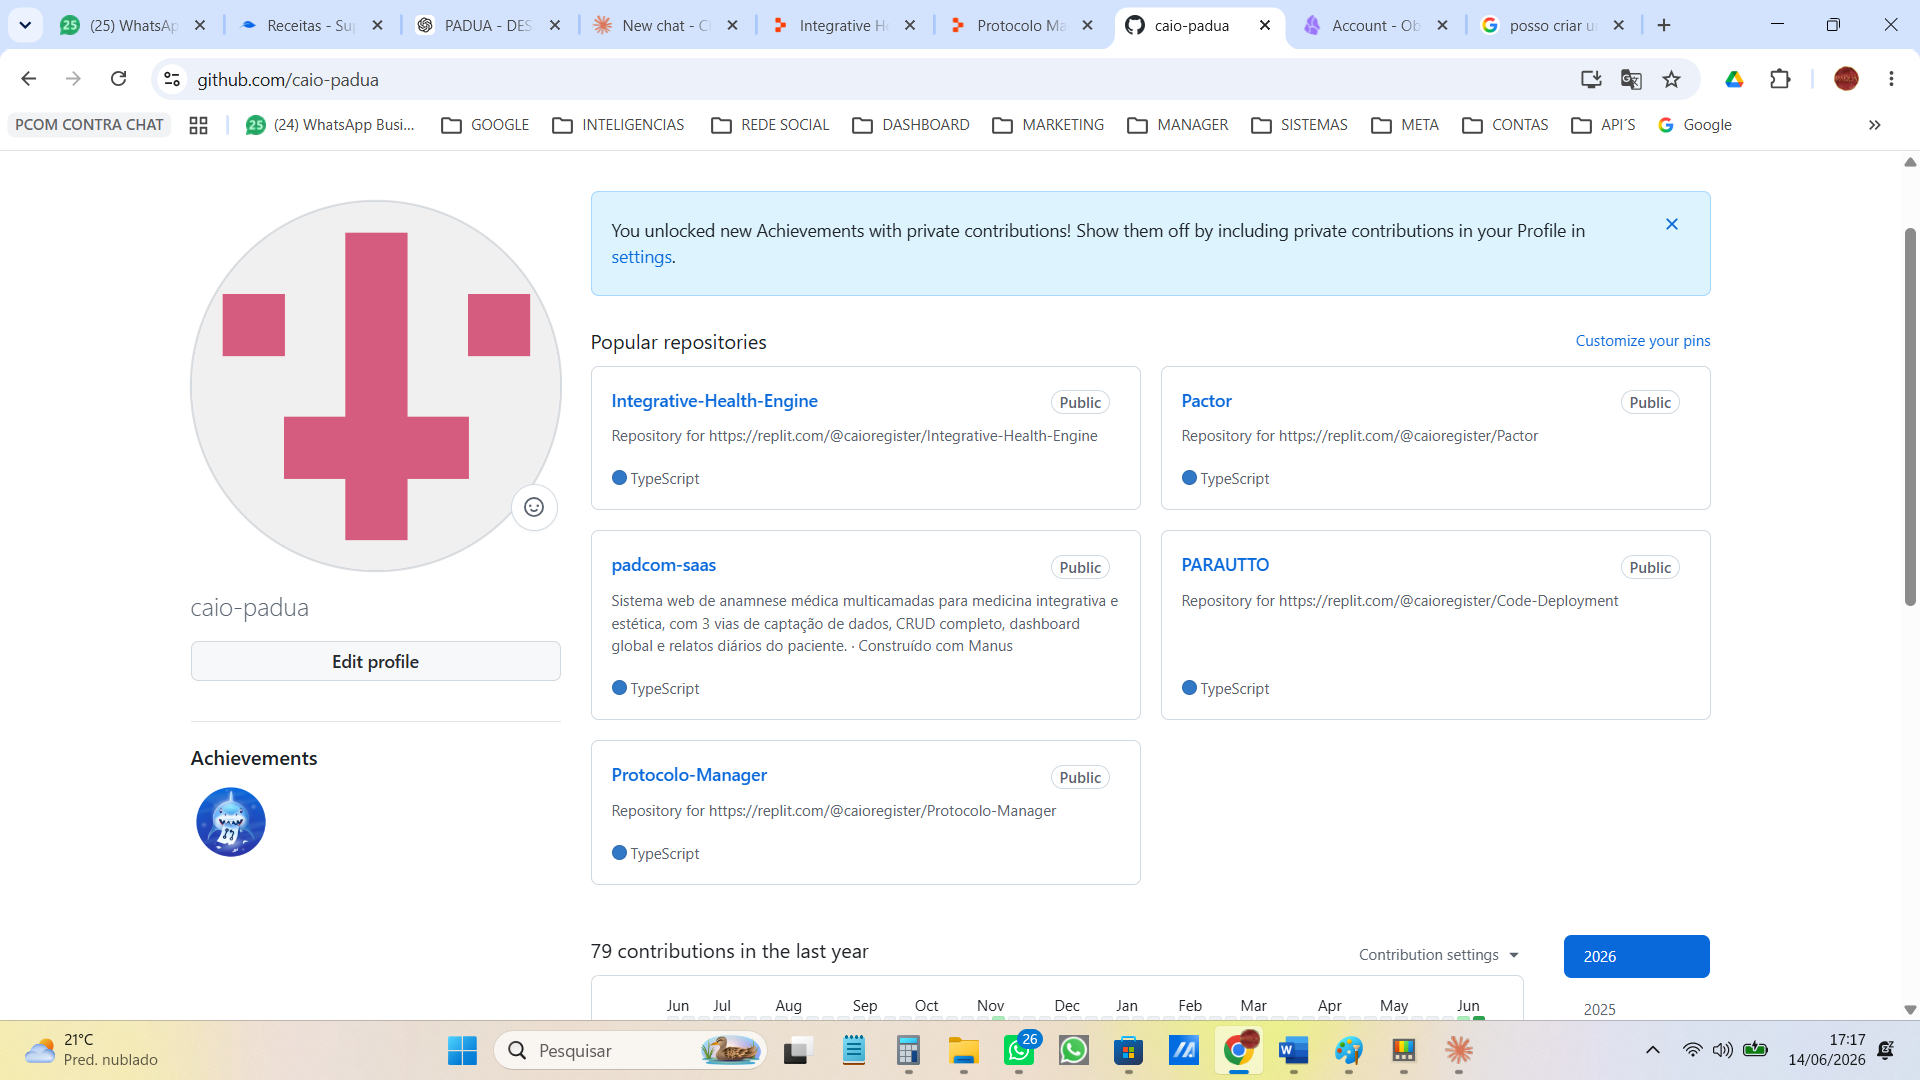 25 (25) WhatsAp
Receitas - Su
PADUA - DES
New chat - C
Integrative H
Protocolo Ma
caio-padua
Account - Ob
posso criar u
github.com/caio-padua
PCOM CONTRA CHAT
25 (24) WhatsApp Busi...
GOOGLE
INTELIGENCIAS
REDE SOCIAL
DASHBOARD
MARKETING
MANAGER
SISTEMAS
META
CONTAS
API´S
Google
You unlocked new Achievements with private contributions! Show them off by including private contributions in your Profile in
settings.
Popular repositories
Customize your pins
Integrative-Health-Engine
Public
Repository for https://replit.com/@caioregister/Integrative-Health-Engine
TypeScript
Pactor
Public
Repository for https://replit.com/@caioregister/Pactor
TypeScript
padcom-saas
Public
Sistema web de anamnese médica multicamadas para medicina integrativa e
estética, com 3 vias de captação de dados, CRUD completo, dashboard
global e relatos diários do paciente. · Construído com Manus
TypeScript
PARAUTTO
Public
Repository for https://replit.com/@caioregister/Code-Deployment
TypeScript
Protocolo-Manager
Public
Repository for https://replit.com/@caioregister/Protocolo-Manager
TypeScript
caio-padua
Edit profile
Achievements
79 contributions in the last year
Contribution settings
2026
2025
Jun Jul Aug Sep Oct Nov Dec Jan Feb Mar Apr May Jun
21°C
Pred. nublado
Pesquisar
26
17:17
14/06/2026